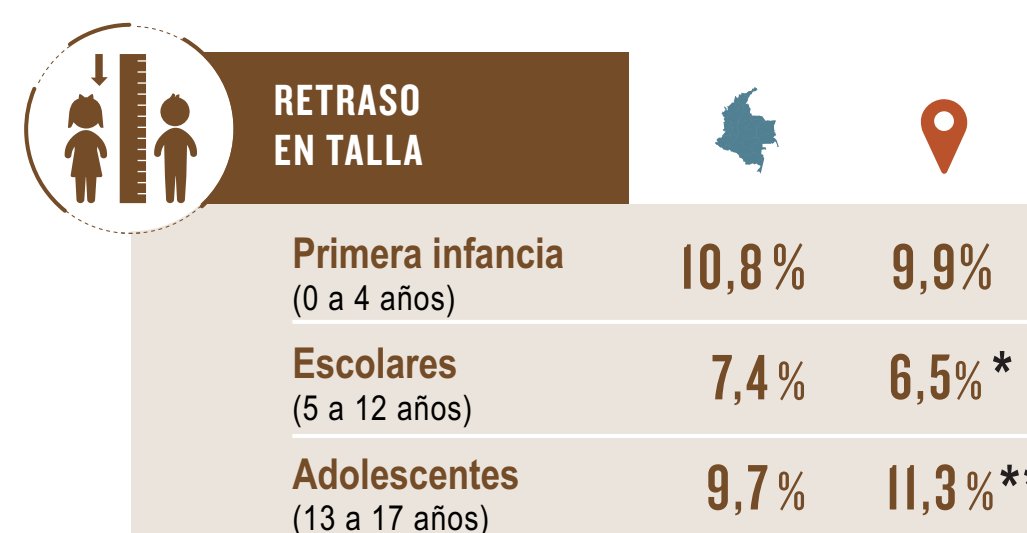 RETRASO
EN TALLA
Primera infancia 10,8 % 9,9%
(0 a 4 años)
Escolares 7,4 % 6,5% *
(5 a 12 años)
Adolescentes 9,7 % 11,3 % **
(13 a 17 años)